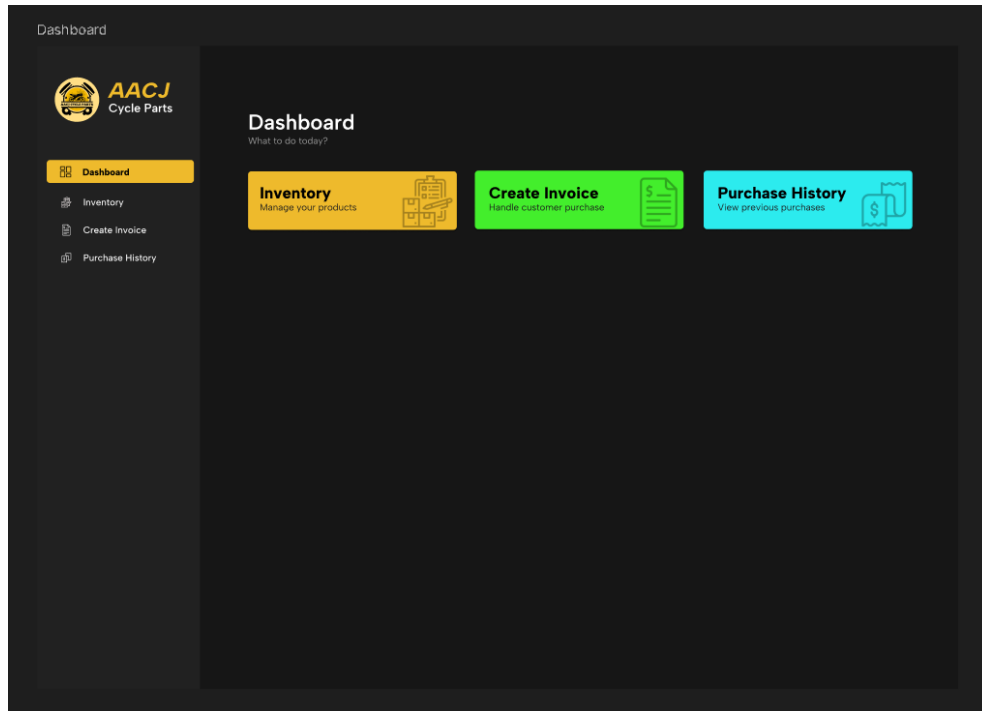 Dashboard
AACJ
Cycle Parts
Dashboard
Inventory
Create Invoice
Purchase History
Dashboard
What to do today?
Inventory
Manage your products
Create Invoice
Handle customer purchase
Purchase History
View previous purchases
$
$